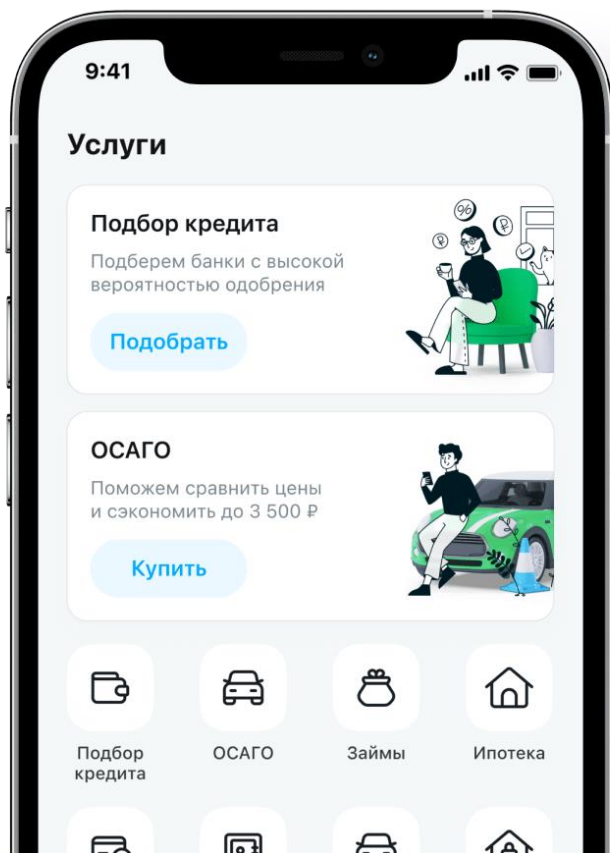 9:41
Услуги
Подбор кредита
Подберем банки с высокой
вероятностью одобрения
Подобрать
ОСАГО
Поможем сравнить цены
и сэкономить до 3 500 ₽
Купить
Подбор
кредита
ОСАГО
Займы
Ипотека